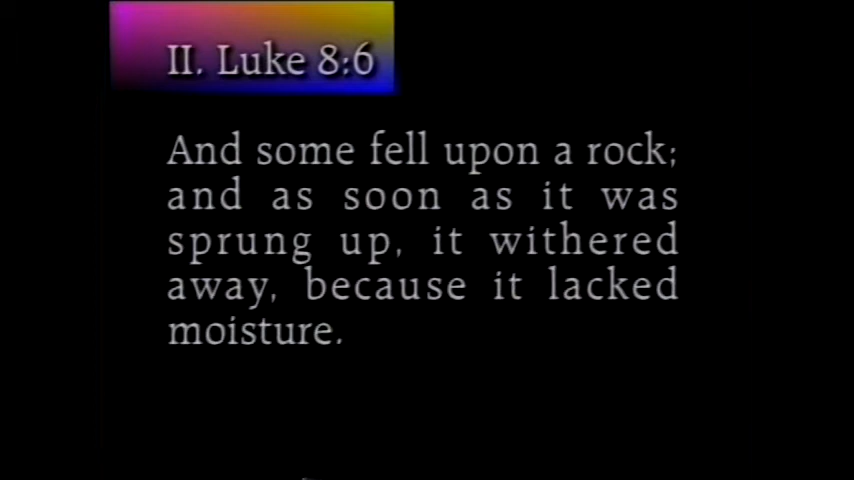 II. Luke 8:6
And some fell upon a rock;
and as soon as it was
sprung up, it withered
away, because it lacked
moisture.